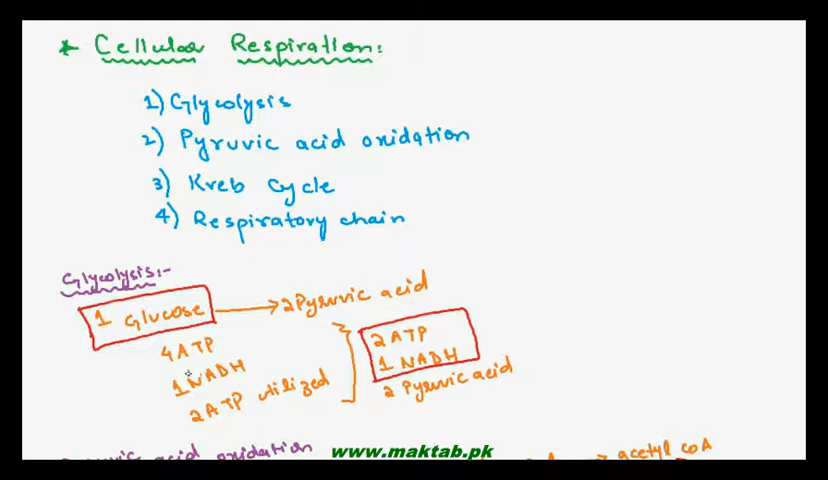 * Cellular Respiration:
1) Glycolysis
2) Pyruvic acid oxidation
3) Kreb Cycle
4) Respiratory chain
Glycolysis:-
1 Glucose → 2 Pyruvic acid
4 ATP
1 NADH
2 ATP utilized
2 ATP
1 NADH
2 Pyruvic acid
acid oxidation
→ acetyl coA
www.maktab.pk